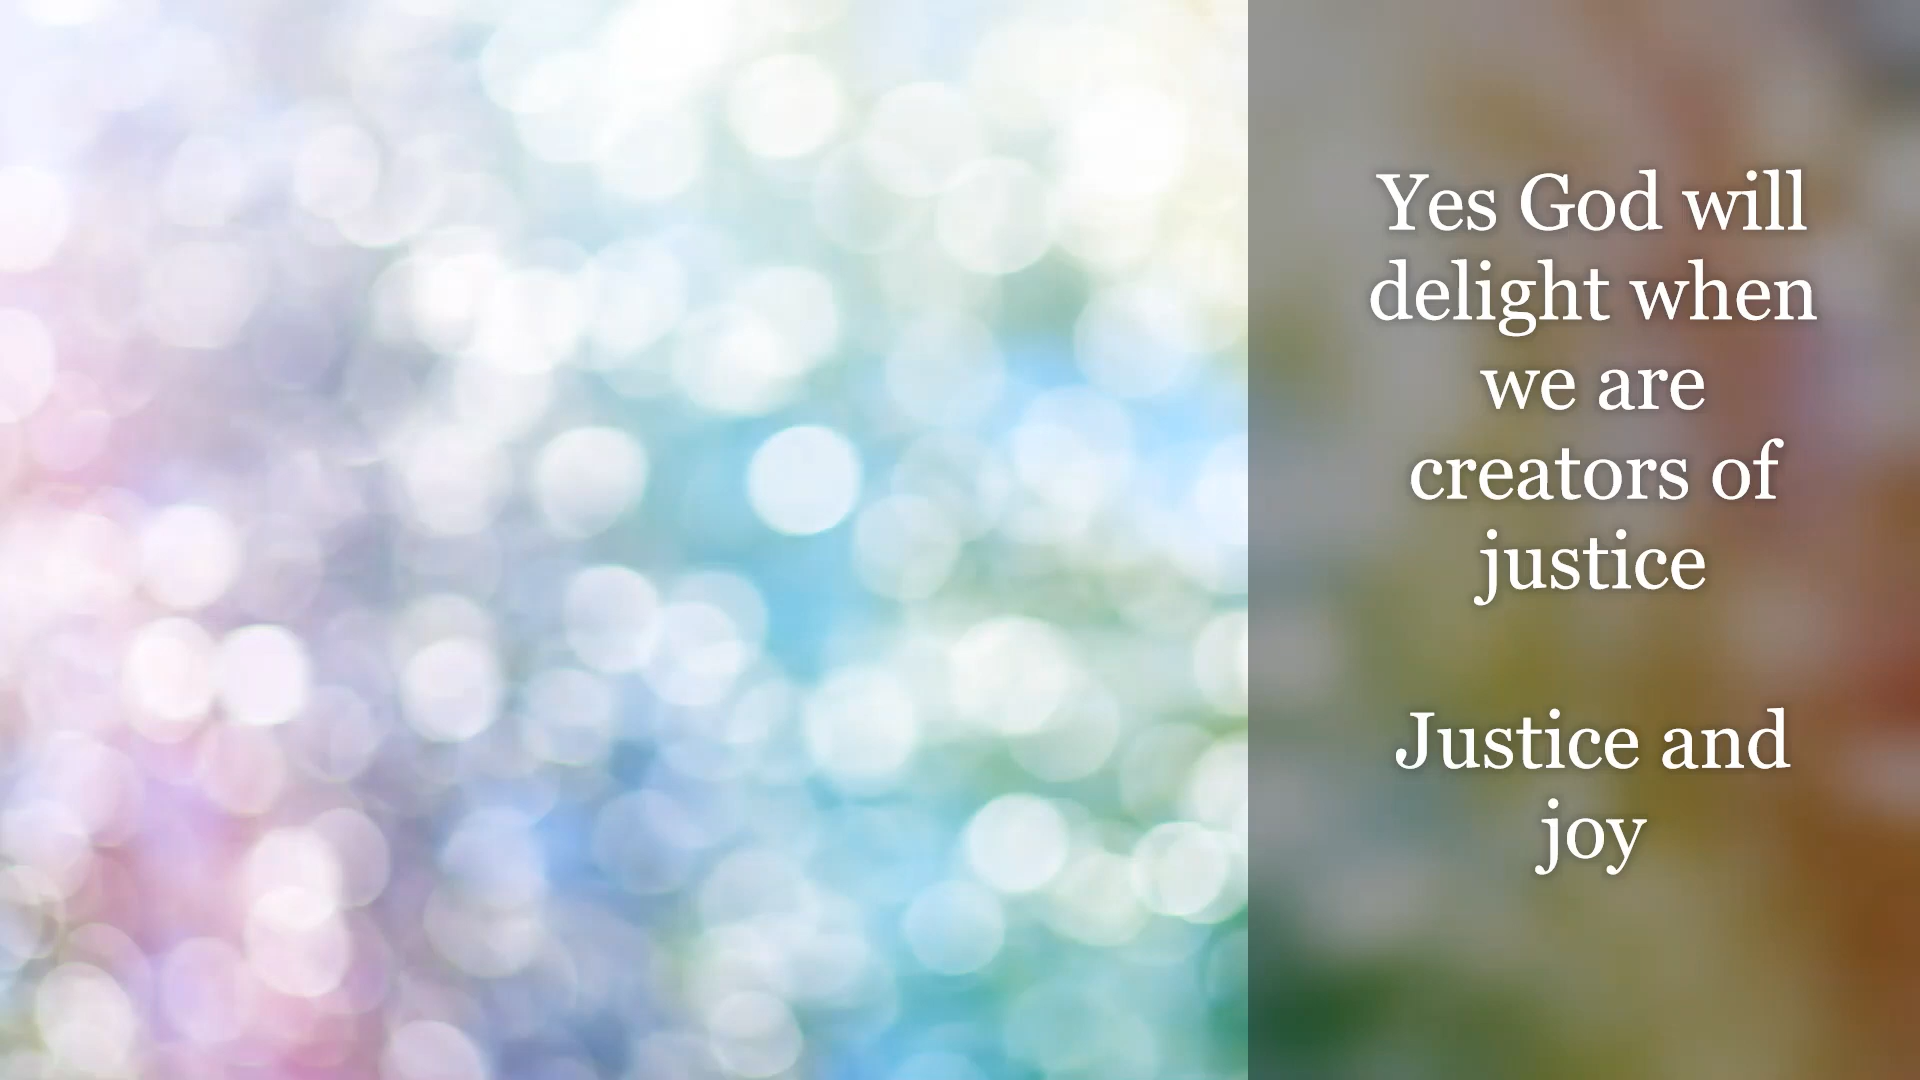 Yes God will
delight when
we are
creators of
justice
Justice and
joy